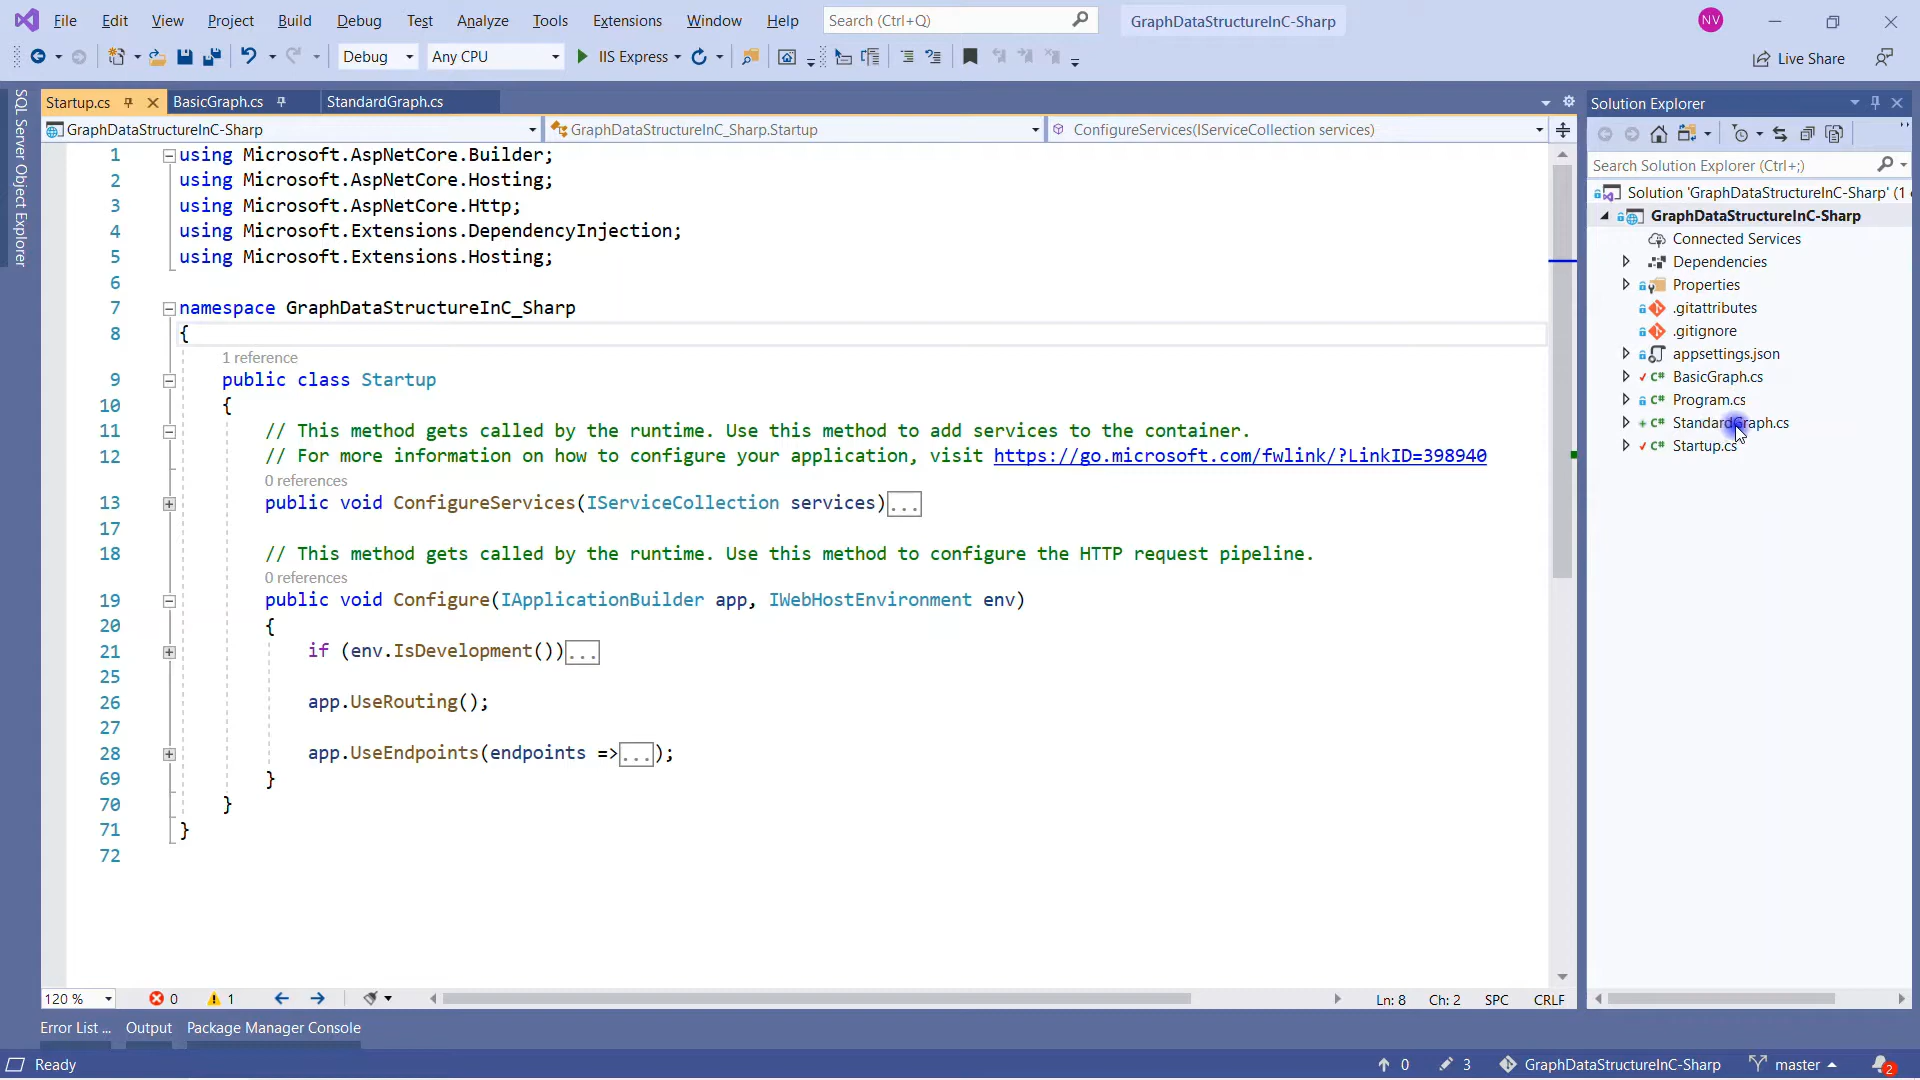 File Edit View Project Build Debug Test Analyze Tools Extensions Window Help Search (Ctrl+Q) GraphDataStructureInC-Sharp NV
Debug Any CPU IIS Express Live Share
SQL Server Object Explorer
Startup.cs BasicGraph.cs StandardGraph.cs
GraphDataStructureInC-Sharp GraphDataStructureInC_Sharp.Startup ConfigureServices(IServiceCollection services)
1 using Microsoft.AspNetCore.Builder;
2 using Microsoft.AspNetCore.Hosting;
3 using Microsoft.AspNetCore.Http;
4 using Microsoft.Extensions.DependencyInjection;
5 using Microsoft.Extensions.Hosting;
6
7 namespace GraphDataStructureInC_Sharp
8 {
1 reference
9 public class Startup
10 {
11 // This method gets called by the runtime. Use this method to add services to the container.
12 // For more information on how to configure your application, visit https://go.microsoft.com/fwlink/?LinkID=398940
0 references
13 public void ConfigureServices(IServiceCollection services)...
17
18 // This method gets called by the runtime. Use this method to configure the HTTP request pipeline.
0 references
19 public void Configure(IApplicationBuilder app, IWebHostEnvironment env)
20 {
21 if (env.IsDevelopment())...
25
26 app.UseRouting();
27
28 app.UseEndpoints(endpoints =>...);
69 }
70 }
71 }
72
120 % 0 1 Ln: 8 Ch: 2 SPC CRLF
Solution Explorer
Search Solution Explorer (Ctrl+;)
Solution 'GraphDataStructureInC-Sharp' (1
GraphDataStructureInC-Sharp
Connected Services
Dependencies
Properties
.gitattributes
.gitignore
appsettings.json
C# BasicGraph.cs
C# Program.cs
C# StandardGraph.cs
C# Startup.cs
Error List ... Output Package Manager Console
Ready 0 3 GraphDataStructureInC-Sharp master 2